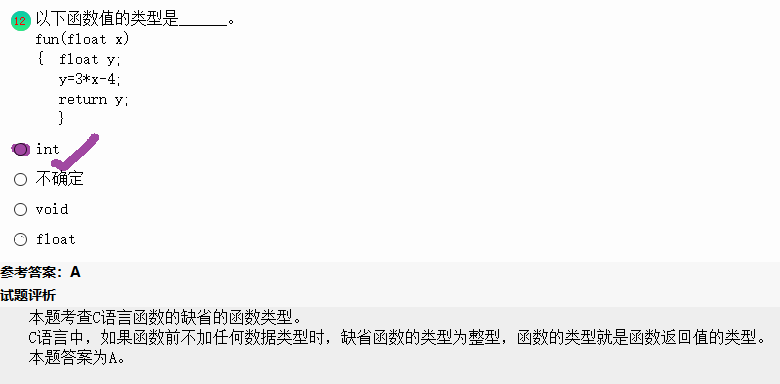 12 以下函数值的类型是______。
fun(float x)
{ float y;
y=3*x-4;
return y;
}
int
不确定
void
float
参考答案：A
试题评析
本题考查C语言函数的缺省的函数类型。
C语言中，如果函数前不加任何数据类型时，缺省函数的类型为整型，函数的类型就是函数返回值的类型。
本题答案为A。